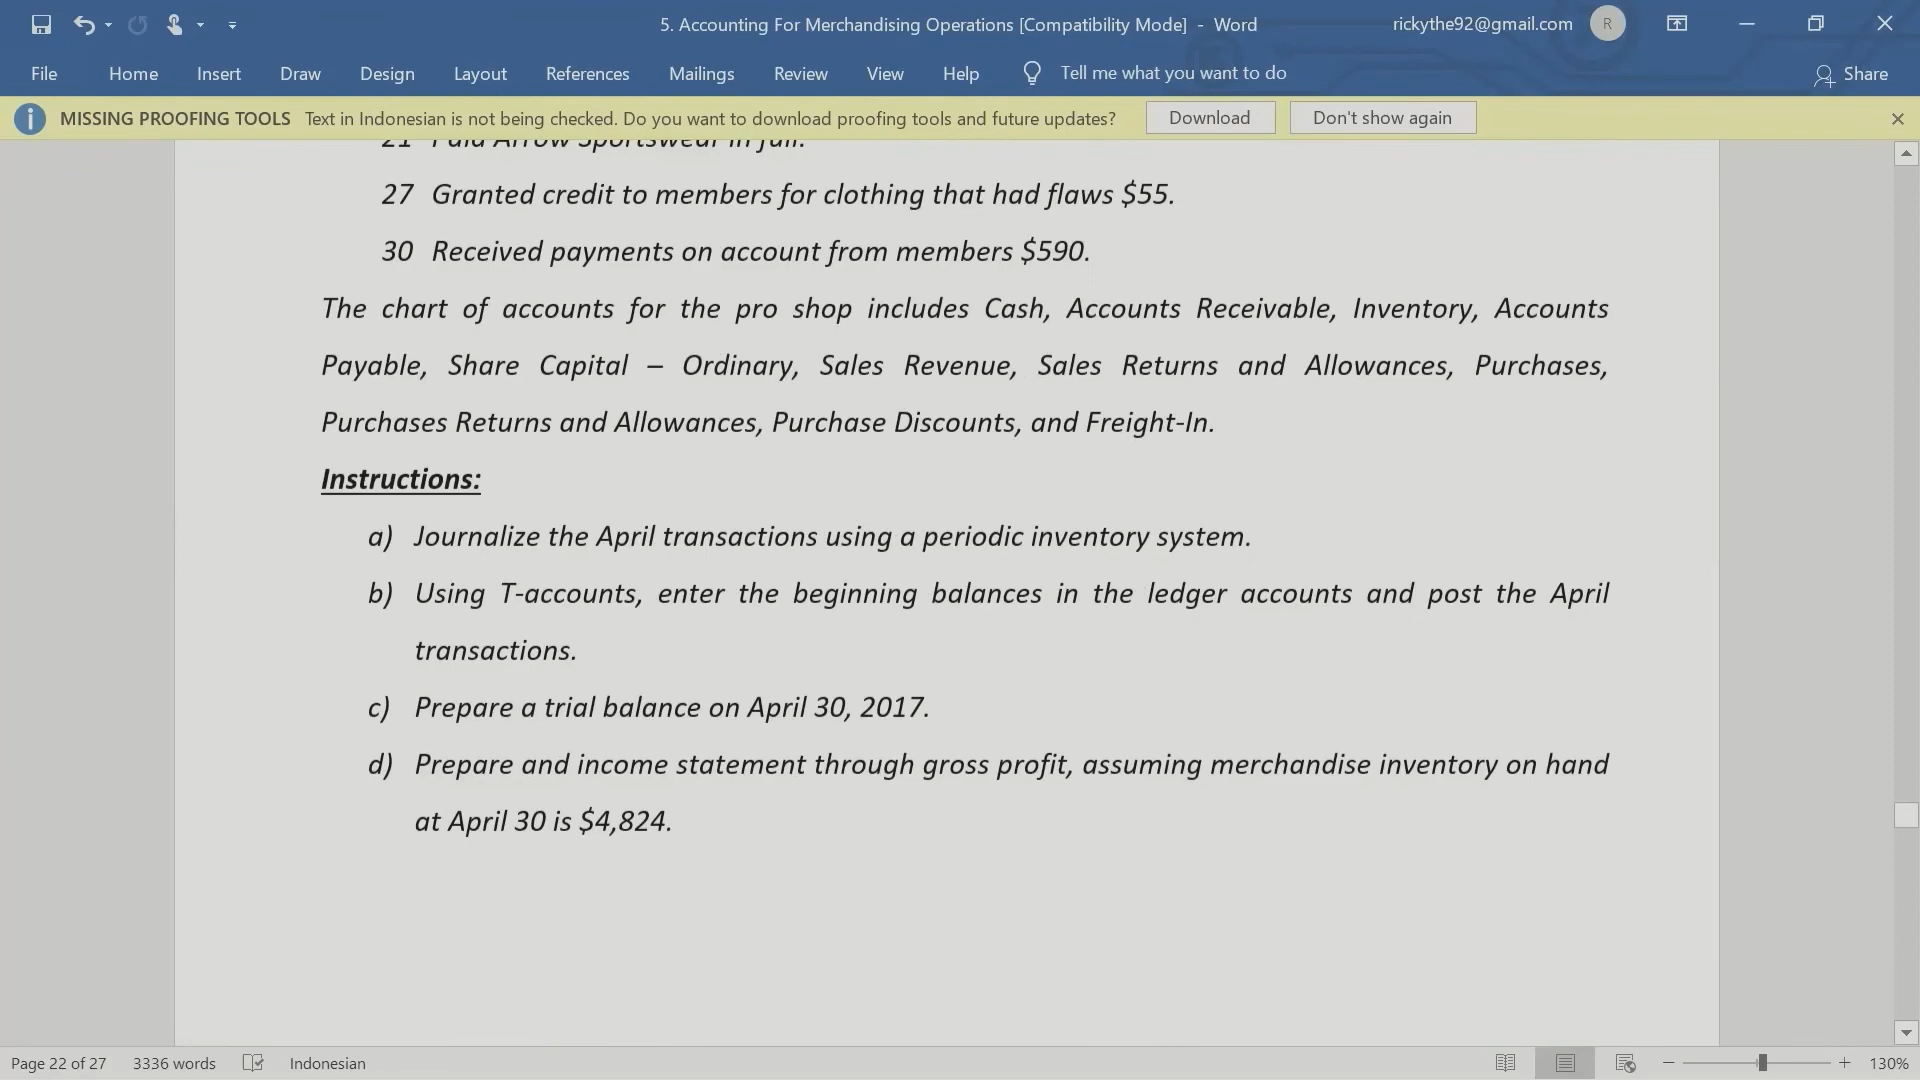 5. Accounting For Merchandising Operations [Compatibility Mode] - Word
rickythe92@gmail.com
R
File Home Insert Draw Design Layout References Mailings Review View Help Tell me what you want to do Share
MISSING PROOFING TOOLS Text in Indonesian is not being checked. Do you want to download proofing tools and future updates? Download Don't show again
21 Paid Arrow Sportswear in full.
27 Granted credit to members for clothing that had flaws $55.
30 Received payments on account from members $590.
The chart of accounts for the pro shop includes Cash, Accounts Receivable, Inventory, Accounts
Payable, Share Capital – Ordinary, Sales Revenue, Sales Returns and Allowances, Purchases,
Purchases Returns and Allowances, Purchase Discounts, and Freight-In.
Instructions:
a) Journalize the April transactions using a periodic inventory system.
b) Using T-accounts, enter the beginning balances in the ledger accounts and post the April
transactions.
c) Prepare a trial balance on April 30, 2017.
d) Prepare and income statement through gross profit, assuming merchandise inventory on hand
at April 30 is $4,824.
Page 22 of 27 3336 words Indonesian 130%